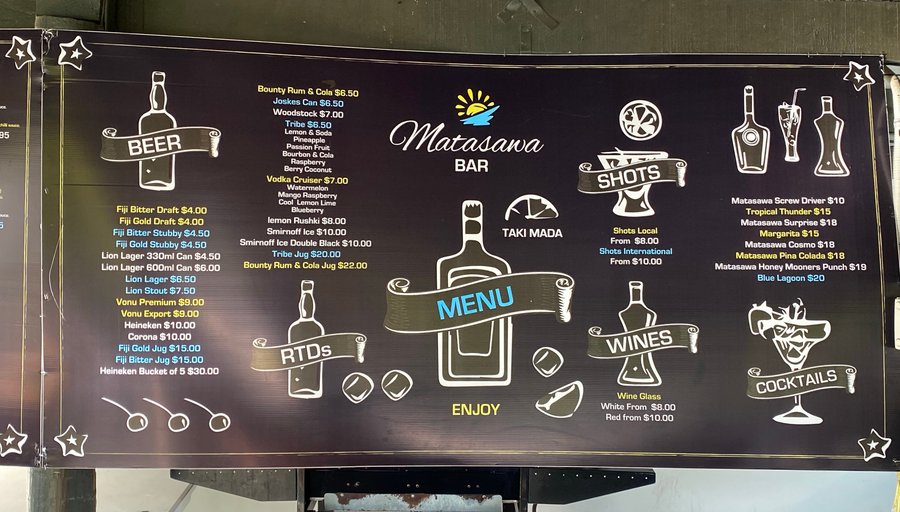 95
BEER
Fiji Bitter Draft $4.00
Fiji Gold Draft $4.00
Fiji Bitter Stubby $4.50
Fiji Gold Stubby $4.50
Lion Lager 330ml Can $4.50
Lion Lager 600ml Can $6.00
Lion Lager $6.50
Lion Stout $7.50
Vonu Premium $9.00
Vonu Export $9.00
Heineken $10.00
Corona $10.00
Fiji Gold Jug $15.00
Fiji Bitter Jug $15.00
Heineken Bucket of 5 $30.00
Bounty Rum & Cola $6.50
Joskes Can $6.50
Woodstock $7.00
Tribe $6.50
Lemon & Soda
Pineapple
Passion Fruit
Bourbon & Cola
Raspberry
Berry Coconut
Vodka Cruiser $7.00
Watermelon
Mango Raspberry
Cool Lemon Lime
Blueberry
lemon Rushki $8.00
Smirnoff Ice $10.00
Smirnoff Ice Double Black $10.00
Tribe Jug $20.00
Bounty Rum & Cola Jug $22.00
RTDs
Matasawa
BAR
TAKI MADA
MENU
ENJOY
SHOTS
Shots Local
From $8.00
Shots International
From $10.00
WINES
Wine Glass
White From $8.00
Red from $10.00
Matasawa Screw Driver $10
Tropical Thunder $15
Matasawa Surprise $18
Margarita $15
Matasawa Cosmo $18
Matasawa Pina Colada $18
Matasawa Honey Mooners Punch $19
Blue Lagoon $20
COCKTAILS